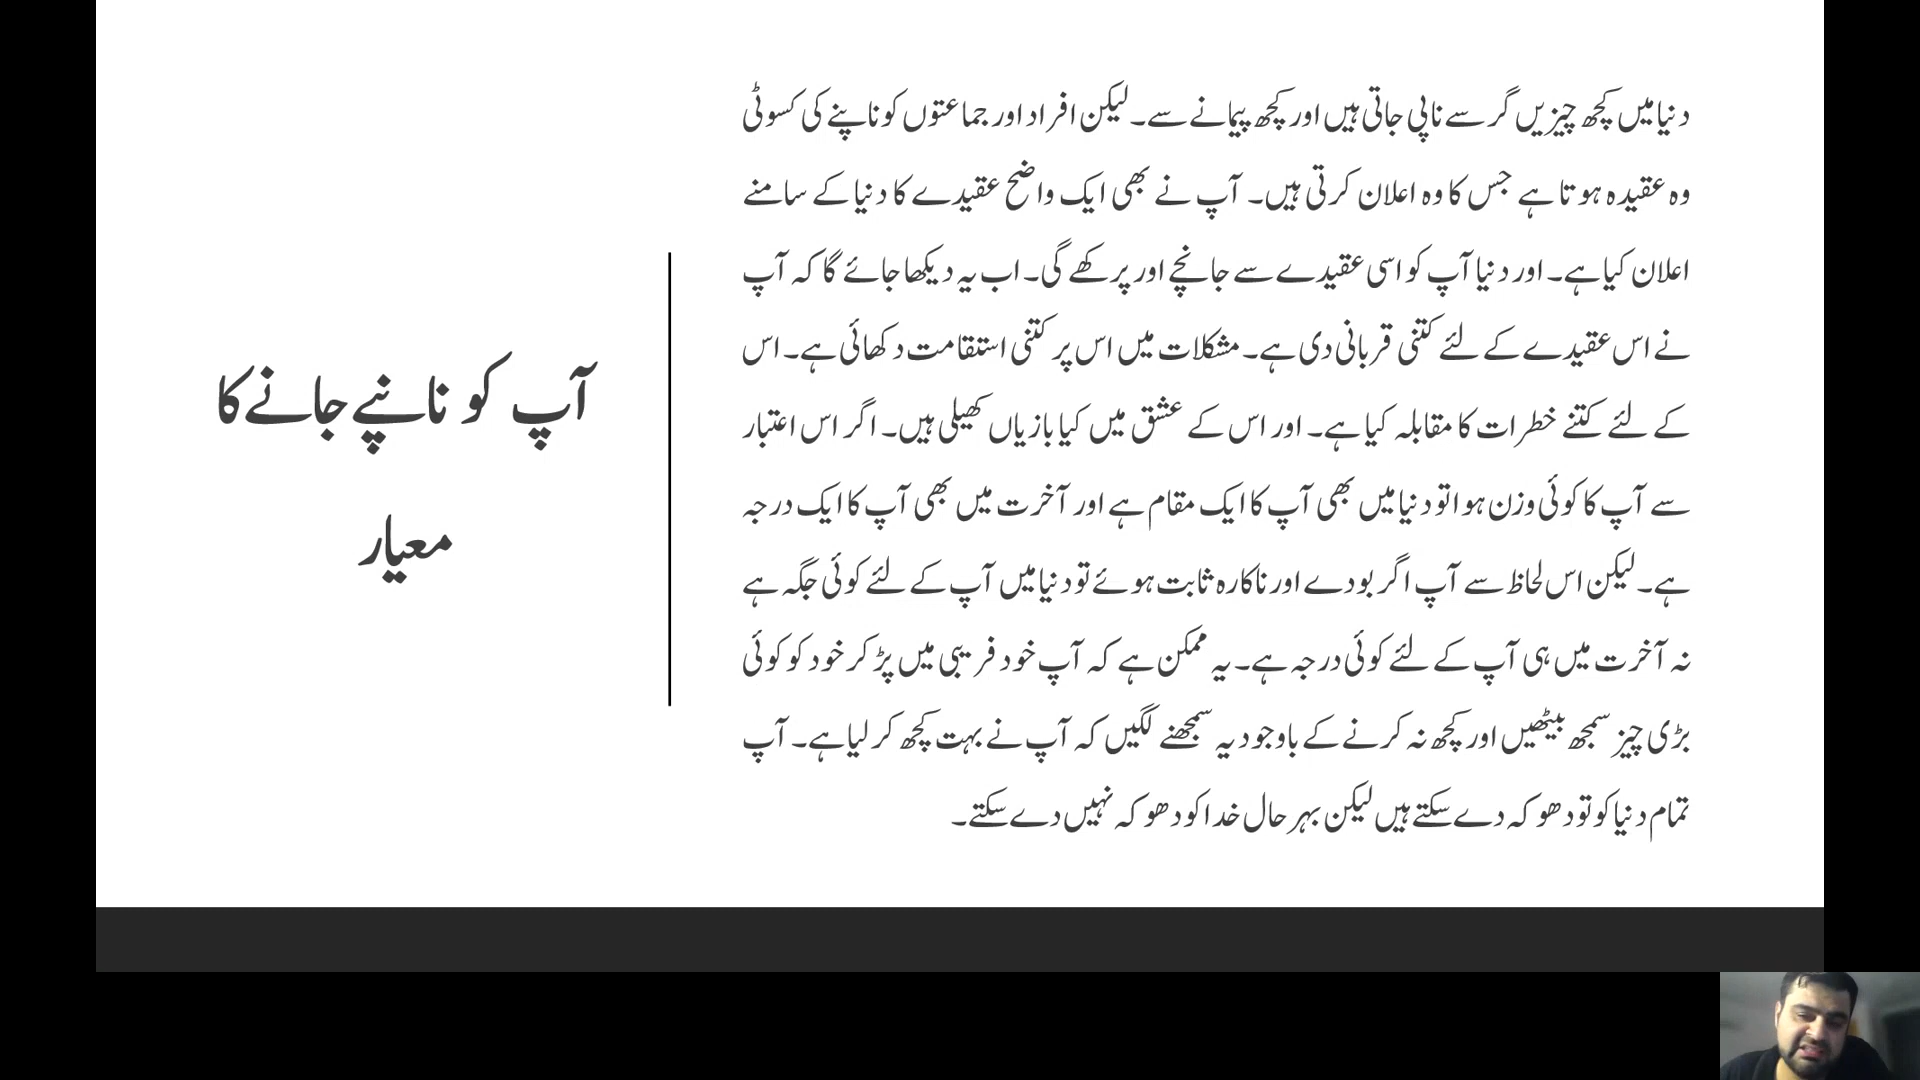 آپ کو ناپنے جانے کا
معیار
دنیا میں کچھ چیزیں گر سے ناپی جاتی ہیں اور کچھ پیمانے سے۔ لیکن افراد اور جماعتوں کو ناپنے کی کسوٹی
وہ عقیدہ ہوتا ہے جس کا وہ اعلان کرتی ہیں۔ آپ نے بھی ایک واضح عقیدے کا دنیا کے سامنے
اعلان کیا ہے۔ اور دنیا آپ کو اسی عقیدے سے جانچے اور پرکھے گی۔ اب یہ دیکھا جائے گا کہ آپ
نے اس عقیدے کے لئے کتنی قربانی دی ہے۔ مشکلات میں اس پر کتنی استقامت دکھائی ہے۔ اس
کے لئے کتنے خطرات کا مقابلہ کیا ہے۔ اور اس کے عشق میں کیا بازیاں کھیلی ہیں۔ اگر اس اعتبار
سے آپ کا کوئی وزن ہوا تو دنیا میں بھی آپ کا ایک مقام ہے اور آخرت میں بھی آپ کا ایک درجہ
ہے۔ لیکن اس لحاظ سے آپ اگر بودے اور ناکارہ ثابت ہوئے تو دنیا میں آپ کے لئے کوئی جگہ ہے
نہ آخرت میں ہی آپ کے لئے کوئی درجہ ہے۔ یہ ممکن ہے کہ آپ خود فریبی میں پڑ کر خود کو کوئی
بڑی چیز سمجھ بیٹھیں اور کچھ نہ کرنے کے باوجود یہ سمجھنے لگیں کہ آپ نے بہت کچھ کر لیا ہے۔ آپ
تمام دنیا کو تو دھوکہ دے سکتے ہیں لیکن بہر حال خدا کو دھوکہ نہیں دے سکتے۔